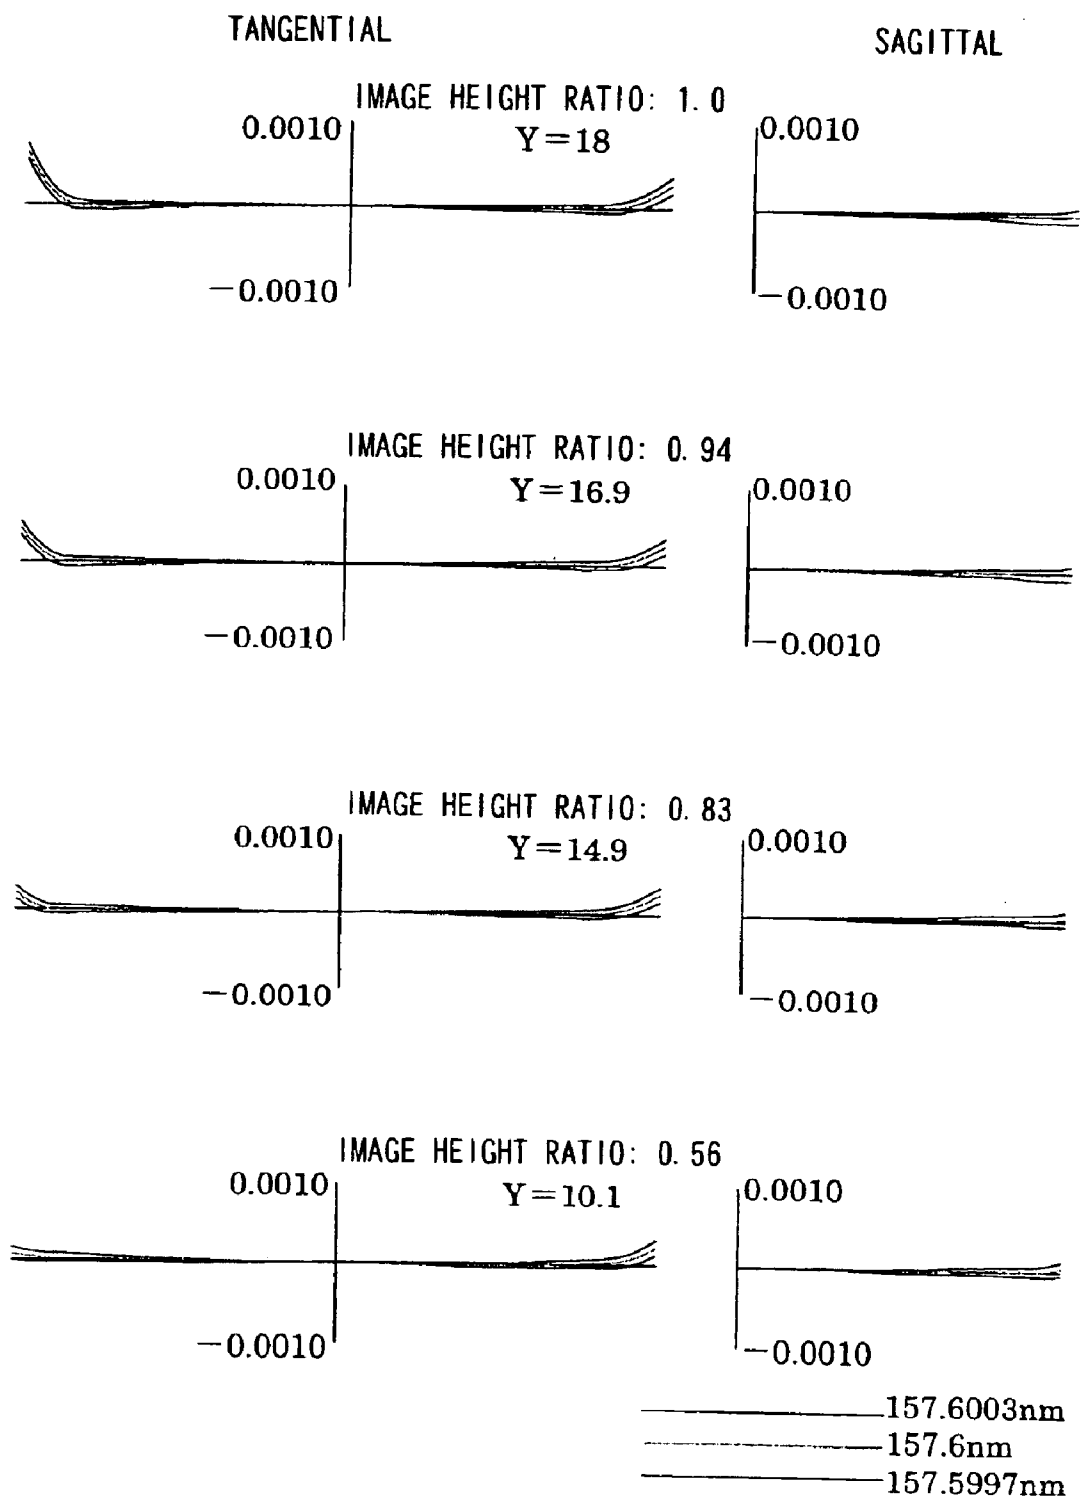 TANGENTIAL
SAGITTAL
IMAGE HEIGHT RATIO: 1.0
0.0010
Y=18
0.0010
-0.0010
-0.0010
IMAGE HEIGHT RATIO: 0.94
0.0010
Y=16.9
0.0010
-0.0010
-0.0010
IMAGE HEIGHT RATIO: 0.83
0.0010
Y=14.9
0.0010
-0.0010
-0.0010
IMAGE HEIGHT RATIO: 0.56
0.0010
Y=10.1
0.0010
-0.0010
-0.0010
157.6003nm
157.6nm
157.5997nm